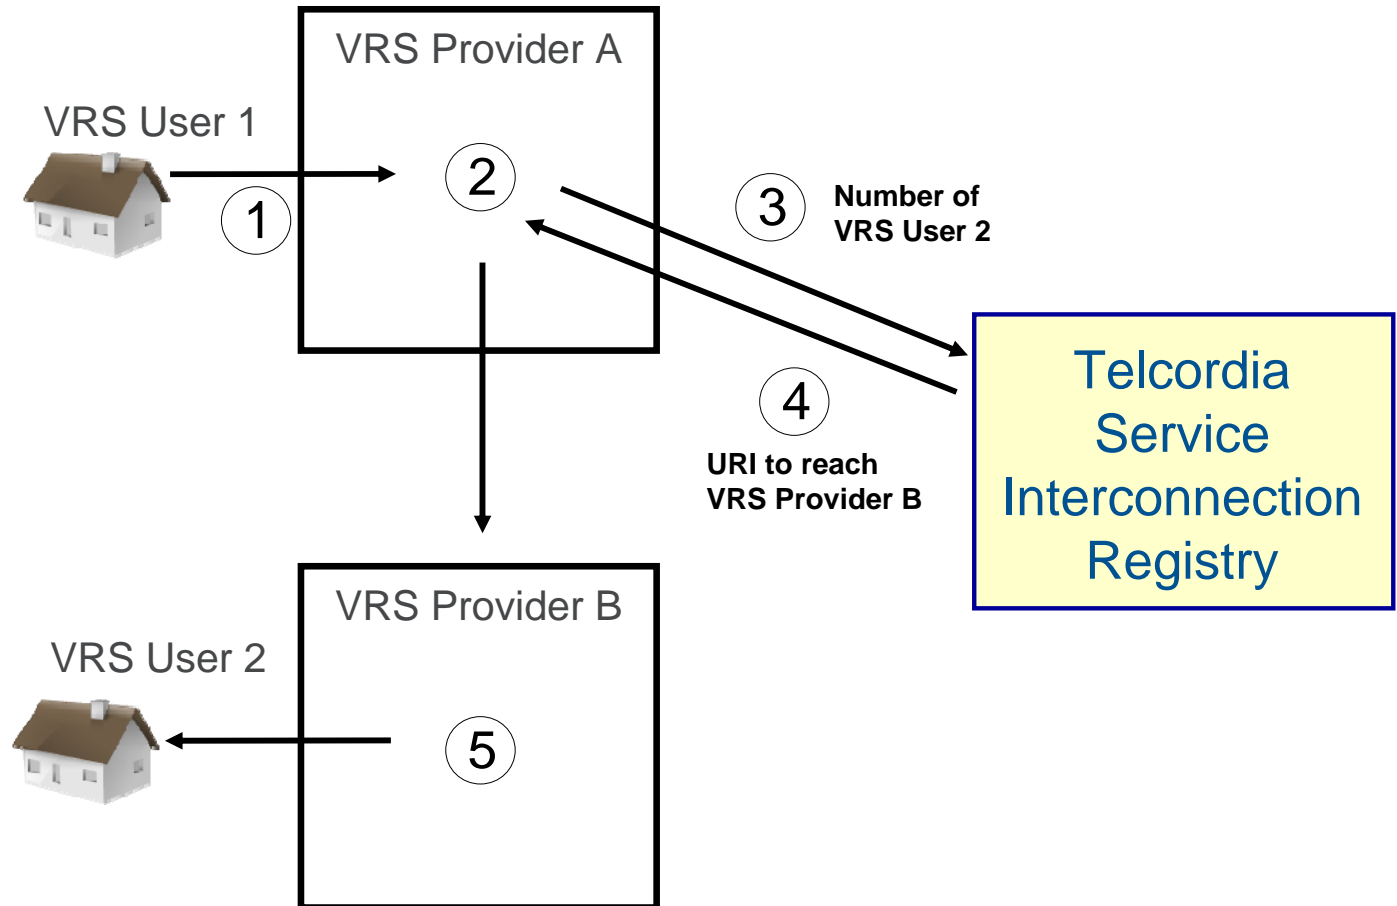 VRS Provider A
VRS User 1
1
2
3
Number of
VRS User 2
4
URI to reach
VRS Provider B
Telcordia
Service
Interconnection
Registry
VRS Provider B
VRS User 2
5